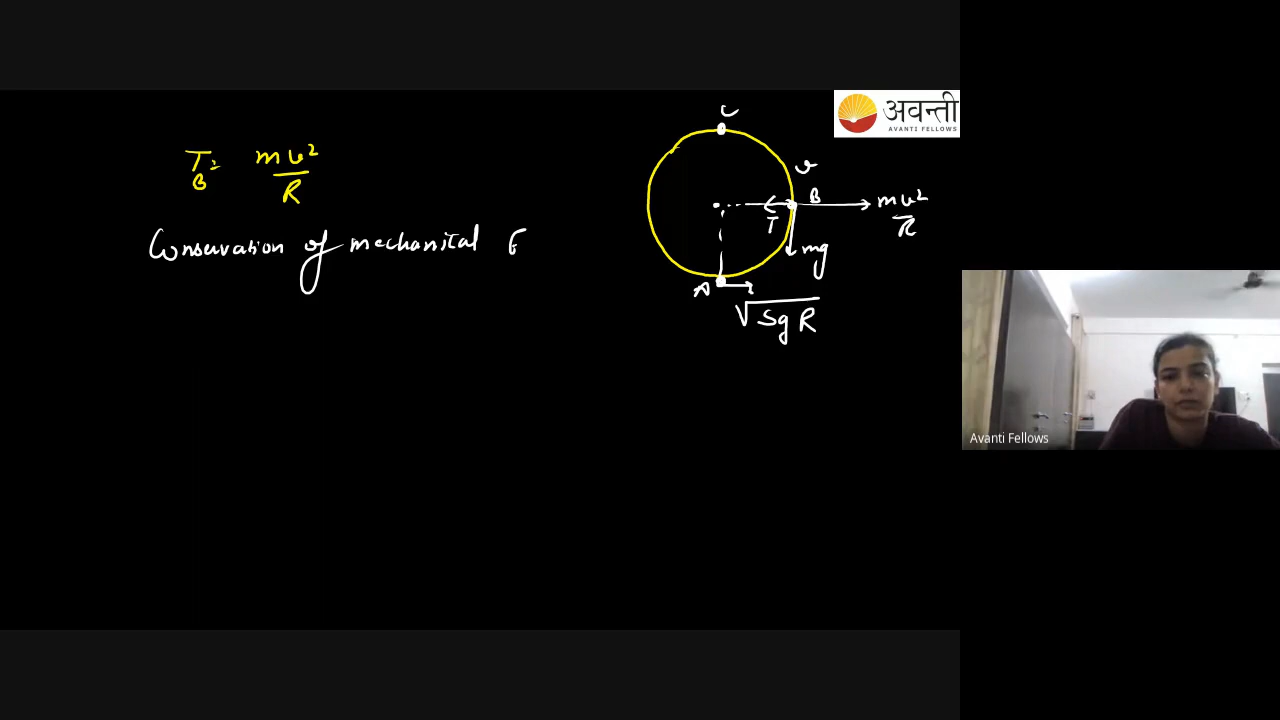 अवन्ती
AVANTI FELLOWS
C
T_B = mv²/R
v
B
mv²/R
T
Conservation of mechanical E
mg
A
√5gR
Avanti Fellows